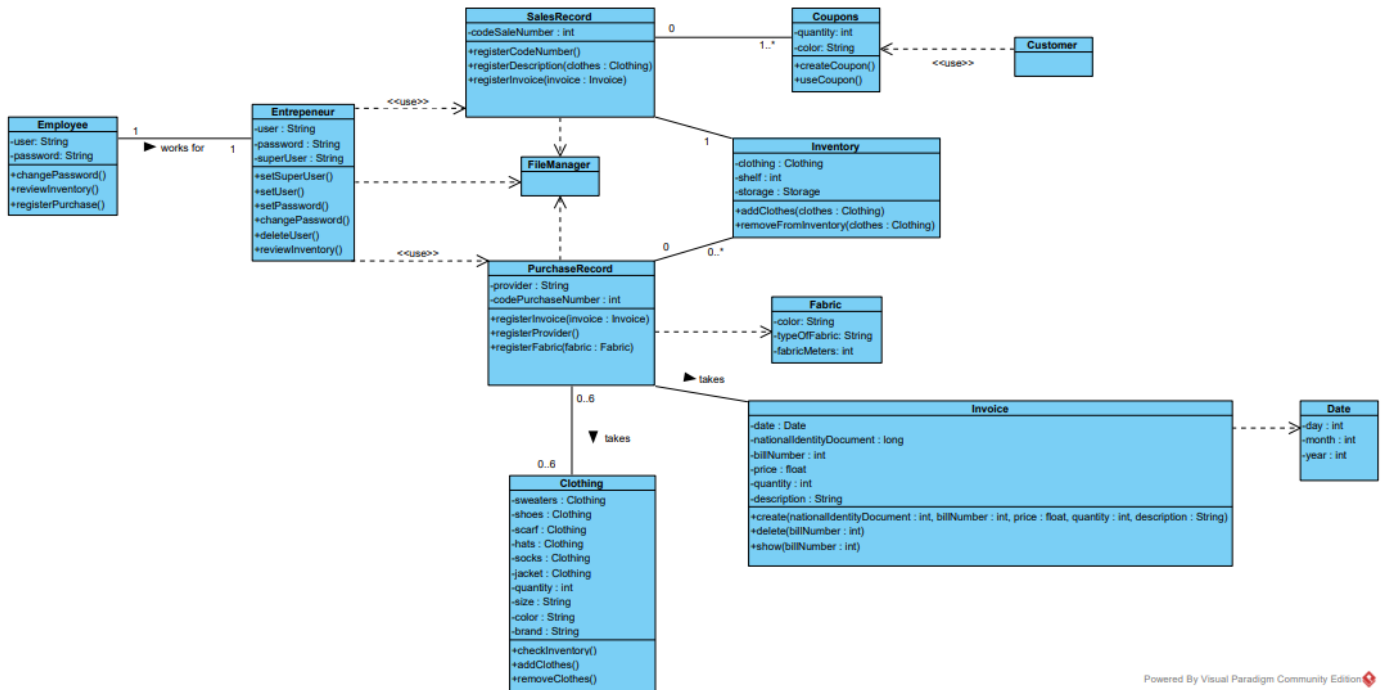 SalesRecord
-codeSaleNumber : int
+registerCodeNumber()
+registerDescription(clothes : Clothing)
+registerInvoice(invoice : Invoice)
0
1..*
Coupons
-quantity: int
-color: String
+createCoupon()
+useCoupon()
<<use>>
Customer
Employee
-user: String
-password: String
+changePassword()
+reviewInventory()
+registerPurchase()
1
works for
1
Entrepeneur
-user : String
-password : String
-superUser : String
+setSuperUser()
+setUser()
+setPassword()
+changePassword()
+deleteUser()
+reviewInventory()
<<use>>
<<use>>
FileManager
1
Inventory
-clothing : Clothing
-shelf : int
-storage : Storage
+addClothes(clothes : Clothing)
+removeFromInventory(clothes : Clothing)
0
0..*
PurchaseRecord
-provider : String
-codePurchaseNumber : int
+registerInvoice(invoice : Invoice)
+registerProvider()
+registerFabric(fabric : Fabric)
Fabric
-color: String
-typeOfFabric: String
-fabricMeters: int
takes
0..6
takes
0..6
Invoice
-date : Date
-nationalIdentityDocument : long
-billNumber : int
-price : float
-quantity : int
-description : String
+create(nationalIdentityDocument : int, billNumber : int, price : float, quantity : int, description : String)
+delete(billNumber : int)
+show(billNumber : int)
Date
-day : int
-month : int
-year : int
Clothing
-sweaters : Clothing
-shoes : Clothing
-scarf : Clothing
-hats : Clothing
-socks : Clothing
-jacket : Clothing
-quantity : int
-size : String
-color : String
-brand : String
+checkInventory()
+addClothes()
+removeClothes()
Powered By Visual Paradigm Community Edition